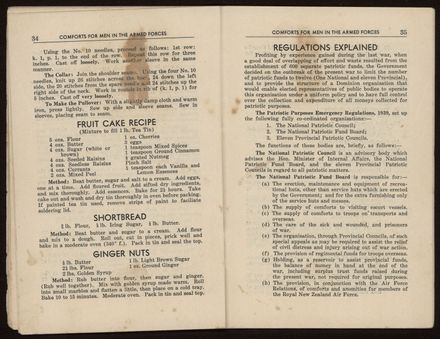 34 COMFORTS FOR MEN IN THE ARMED FORCES
Using the No. 10 needles, proceed as follows: 1st row:
k. 1, p. 1, to the end of the row. Repeat this row for three
inches. Cast off loosely. Work another sleeve in the same
manner.
The Collar: Join the shoulder seams. Using the four No. 10
needles, knit up 26 stitches across the back, 24 down the left
side, the 20 stitches from the spare needle and 24 stitches up the
right side of the neck. Work in rounds in rib of (k. 1, p. 1) for
5 inches. Cast off very loosely.
To Make the Pullover: With a slightly damp cloth and warm
iron, press lightly. Sew up side and sleeve seams. Sew in
sleeves, placing seam to seam.
FRUIT CAKE RECIPE
(Mixture to fill 1 lb. Tea Tin)
4 ozs. Flour
4 ozs. Butter
4 ozs. Sugar (white or
brown)
4 ozs. Seeded Raisins
4 ozs. Seedless Raisins
4 ozs. Currants
2 ozs. Mixed Peel
1 oz. Cherries
2 eggs
1 teaspoon Mixed Spices
1 teaspoon Ground Cinnamon
1 grated Nutmeg
Pinch Salt
1 teaspoon each Vanilla and
Lemon Essences
Method: Beat butter, sugar and salt to a cream. Add eggs,
one at a time. Add floured fruit. Add sifted dry ingredients,
and mix thoroughly. Add essences. Bake for 2½ hours. Take
cake out and wash and dry tin thoroughly in oven before packing.
If painted tin used, remove strips of paint to facilitate
soldering lid.
SHORTBREAD
2 lb. Flour, ½ lb. Icing Sugar, 1 lb. Butter.
Method: Beat butter and sugar to a cream. Add flour
and mix to a dough. Roll out, cut in pieces, prick well and
bake in a moderate oven (340° f.). Pack in tin and seal the top.
GINGER NUTS
½ lb. Butter
2½ lbs. Flour
2 lbs. Golden Syrup
½ lb. Light Brown Sugar
1 oz. Ground Ginger
Method: Rub butter into flour, then sugar and ginger.
(Rub well together). Mix with golden syrup made warm. Roll
into small marbles and flatten a little, then place on a cold tray.
Bake 10 to 15 minutes. Moderate oven. Pack in tin and seal top.
COMFORTS FOR MEN IN THE ARMED FORCES 35
REGULATIONS EXPLAINED
Profiting by experience gained during the last war, when
a good deal of overlapping of effort and waste resulted from the
establishment of 600 separate patriotic funds, the Government
decided on the outbreak of the present war to limit the number
of patriotic funds to twelve (One National and eleven Provincial),
and to provide the structure of a Dominion organisation that
would enable elected representatives of public bodies to operate
this organisation under a uniform policy and to have full control
over the collection and expenditure of all moneys collected for
patriotic purposes.
The Patriotic Purposes Emergency Regulations, 1939, set up
the following fully co-ordinated organisations:—
1. The National Patriotic Council;
2. The National Patriotic Fund Board;
3. Eleven Provincial Patriotic Councils.
The functions of these bodies are, briefly, as follows:—
The National Patriotic Council is an advisory body which
advises the Hon. Minister of Internal Affairs, the National
Patriotic Fund Board, and the eleven Provincial Patriotic
Councils in regard to all patriotic matters.
The National Patriotic Fund Board is responsible for:—
(a) The erection, maintenance and equipment of recreational
huts, other than service huts which are erected
by the Government; and for the extra furnishings only
of the service huts and messes.
(b) The supply of comforts to visiting escort vessels.
(c) The supply of comforts to troops on transports and
overseas.
(d) The care of the sick and wounded, and prisoners
of war.
(e) The organisation, through Provincial Councils, of such
special appeals as may be required to assist the relief
of civil distress and injury arising out of war action.
(f) The provision of regimental funds for troops overseas.
(g) Holding, as a reservoir to assist provincial funds,
the balance of money in hand at the end of the
war, including surplus trust funds raised during
the present war, not required for original purposes.
(h) The provision, in conjunction with the Air Force
Relations, of comforts and amenities for members of
the Royal New Zealand Air Force.